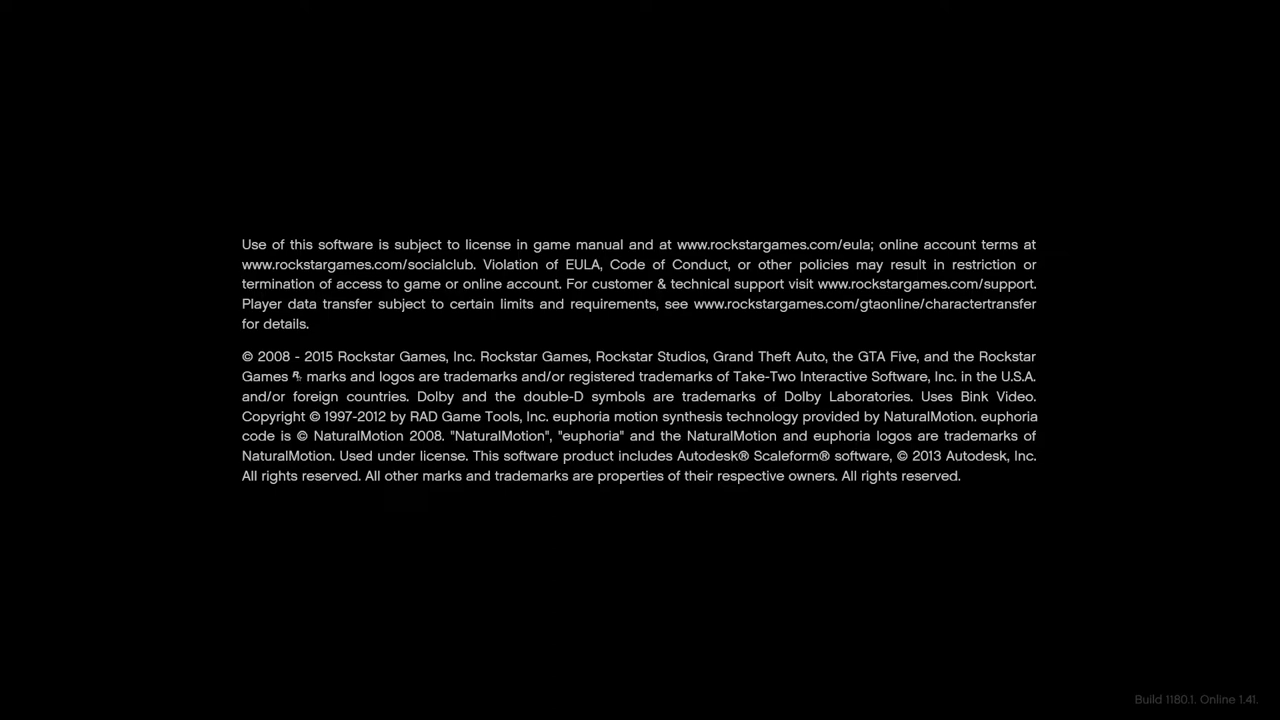 Use of this software is subject to license in game manual and at www.rockstargames.com/eula; online account terms at
www.rockstargames.com/socialclub. Violation of EULA, Code of Conduct, or other policies may result in restriction or
termination of access to game or online account. For customer & technical support visit www.rockstargames.com/support.
Player data transfer subject to certain limits and requirements, see www.rockstargames.com/gtaonline/charactertransfer
for details.
© 2008 - 2015 Rockstar Games, Inc. Rockstar Games, Rockstar Studios, Grand Theft Auto, the GTA Five, and the Rockstar
Games R* marks and logos are trademarks and/or registered trademarks of Take-Two Interactive Software, Inc. in the U.S.A.
and/or foreign countries. Dolby and the double-D symbols are trademarks of Dolby Laboratories. Uses Bink Video.
Copyright © 1997-2012 by RAD Game Tools, Inc. euphoria motion synthesis technology provided by NaturalMotion. euphoria
code is © NaturalMotion 2008. "NaturalMotion", "euphoria" and the NaturalMotion and euphoria logos are trademarks of
NaturalMotion. Used under license. This software product includes Autodesk® Scaleform® software, © 2013 Autodesk, Inc.
All rights reserved. All other marks and trademarks are properties of their respective owners. All rights reserved.
Build 1180.1. Online 1.41.